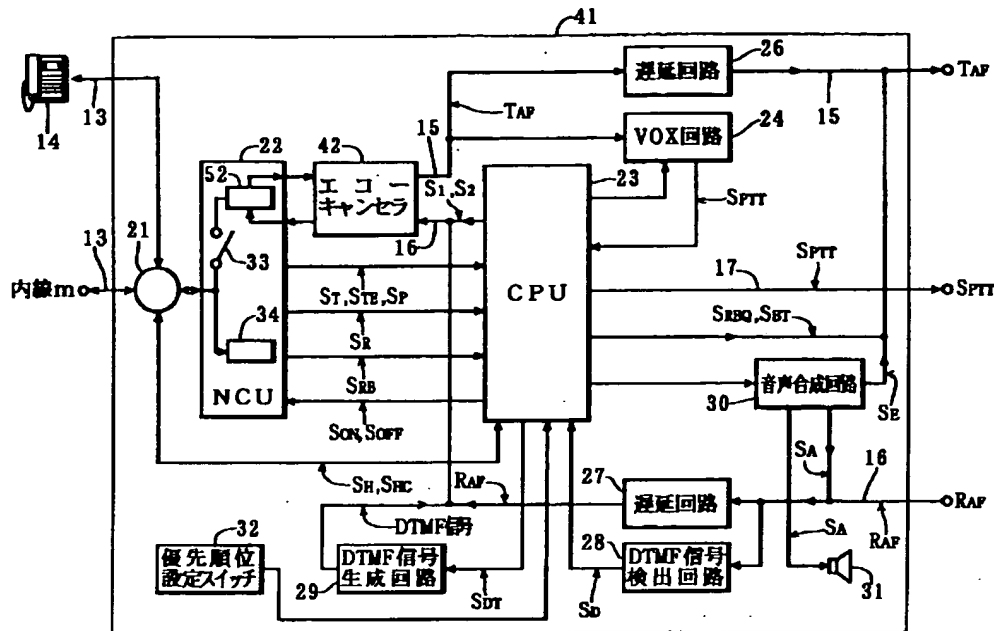 41
26
遅延回路
15
TAF
13
14
TAF
24
VOX回路
22
42
15
23
52
エコー
キャンセラ
S1,S2
SPTT
16
21
13
33
内線m
CPU
17
SPTT
SPTT
ST,STE,SP
34
SR
SRBQ,SBT
NCU
SRB
音声合成回路
30
SE
SON,SOFF
SA
16
SH,SHC
RAF
27
RAF
遅延回路
RAF
SA
DTMF信号
32
28
優先順位
設定スイッチ
DTMF信号
生成回路
29
DTMF信号
検出回路
31
SDT
SD